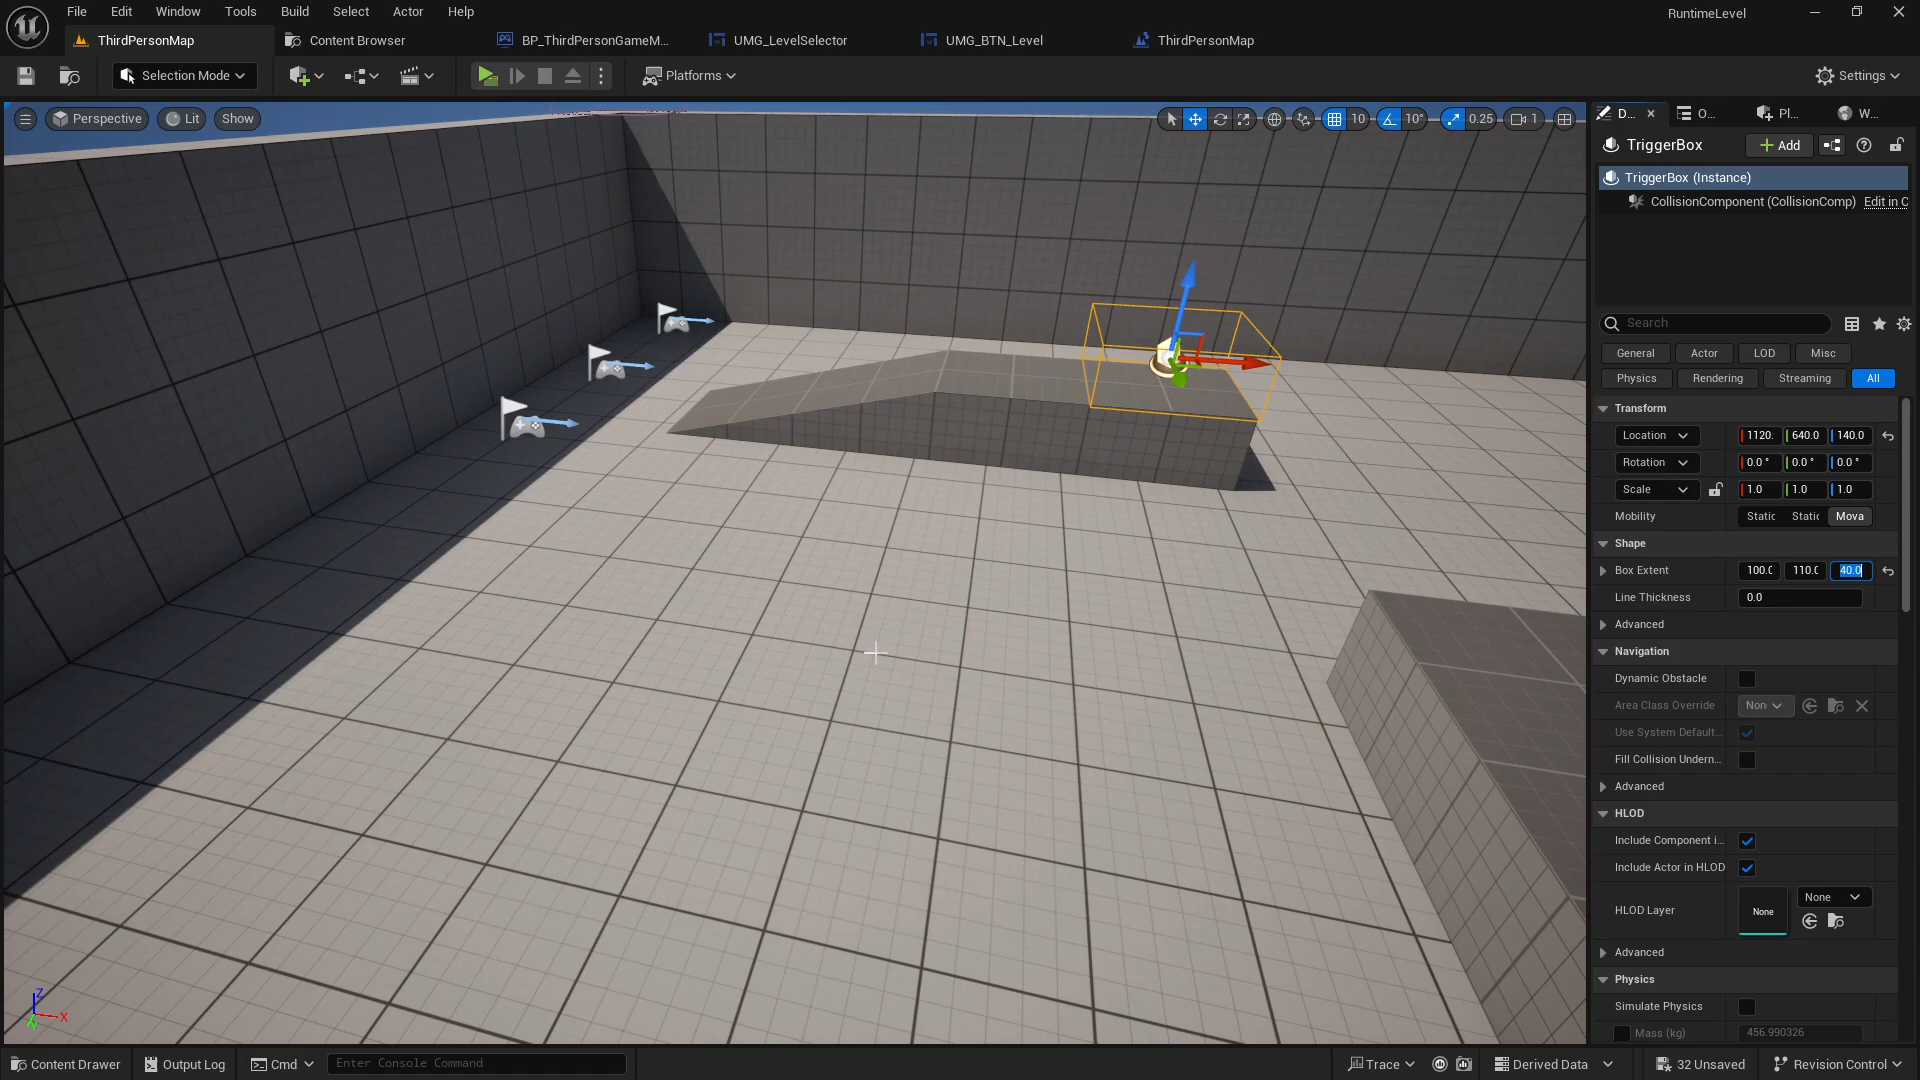 File Edit Window Tools Build Select Actor Help
RuntimeLevel
ThirdPersonMap Content Browser BP_ThirdPersonGameM... UMG_LevelSelector UMG_BTN_Level ThirdPersonMap
Selection Mode Platforms Settings
Perspective Lit Show 10 10° 0.25 1
D... O... Pl... W...
TriggerBox Add
TriggerBox (Instance)
CollisionComponent (CollisionComp) Edit in C
Search
General Actor LOD Misc
Physics Rendering Streaming All
Transform
Location 1120. 640.0 140.0
Rotation 0.0 ° 0.0 ° 0.0 °
Scale 1.0 1.0 1.0
Mobility Static Static Mova
Shape
Box Extent 100.0 110.0 40.0
Line Thickness 0.0
Advanced
Navigation
Dynamic Obstacle
Area Class Override Non
Use System Default...
Fill Collision Undern...
Advanced
HLOD
Include Component i...
Include Actor in HLOD
HLOD Layer None None
Advanced
Physics
Simulate Physics
Mass (kg) 456.990326
Z
X
Y
Content Drawer Output Log Cmd Enter Console Command Trace Derived Data 32 Unsaved Revision Control